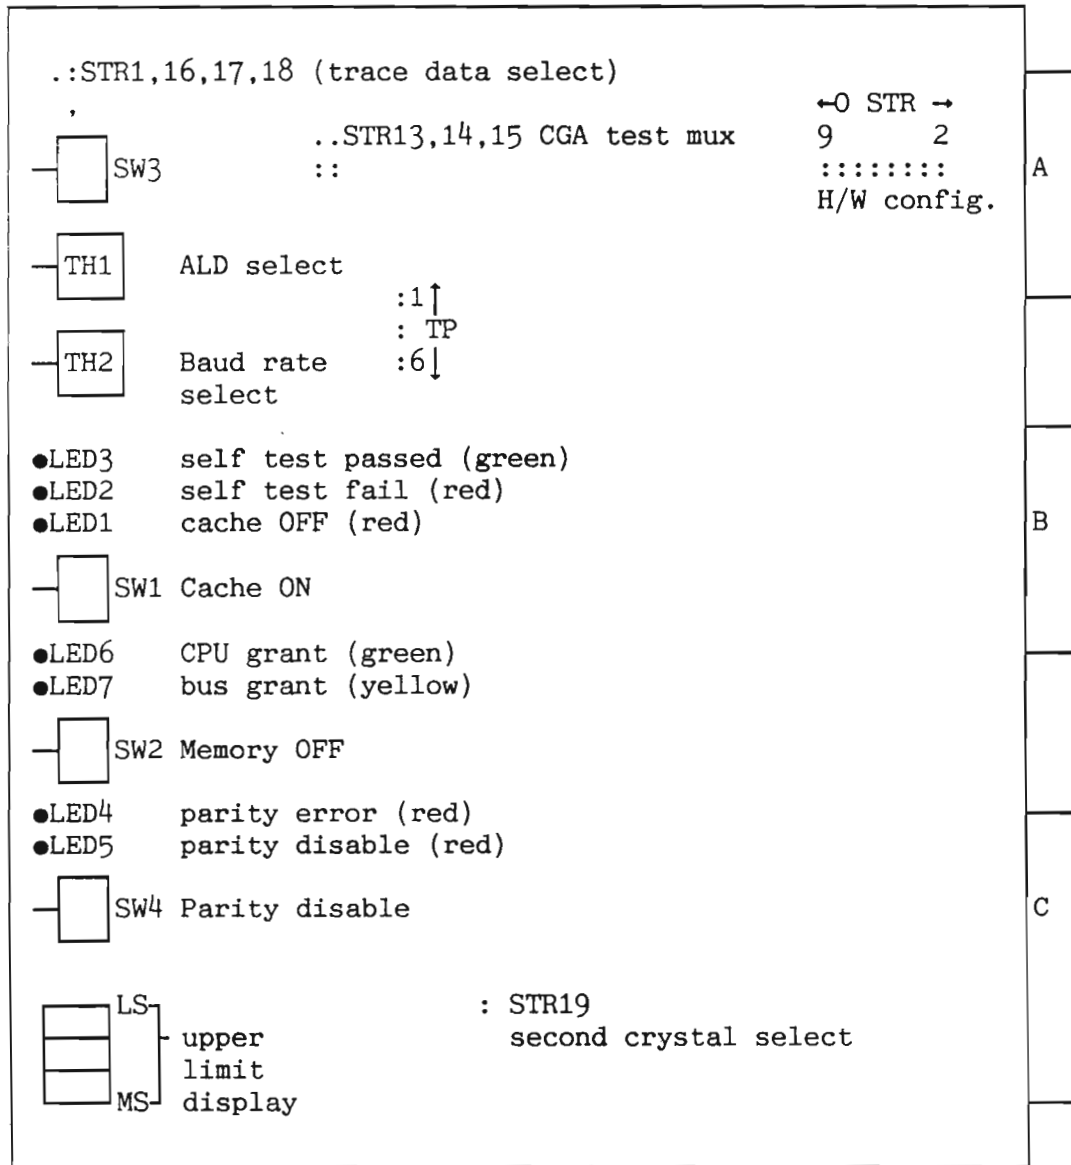 .:STR1,16,17,18 (trace data select)
←O STR →
..STR13,14,15 CGA test mux
9 2
SW3
::
::::::::
A
H/W config.
TH1 ALD select
:1↑
: TP
TH2 Baud rate :6↓
select
●LED3 self test passed (green)
●LED2 self test fail (red)
●LED1 cache OFF (red)
B
SW1 Cache ON
●LED6 CPU grant (green)
●LED7 bus grant (yellow)
SW2 Memory OFF
●LED4 parity error (red)
●LED5 parity disable (red)
SW4 Parity disable
C
LS
: STR19
upper
second crystal select
limit
MS display